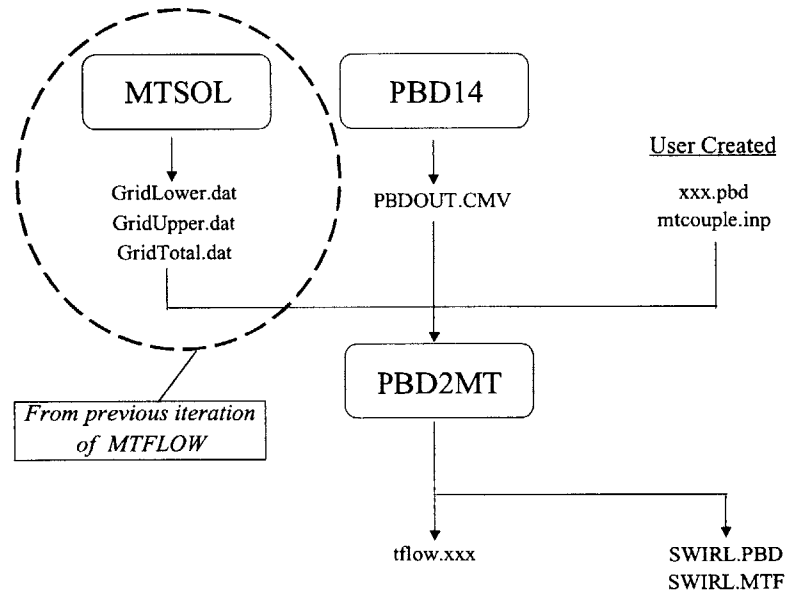 MTSOL
PBD14
User Created
GridLower.dat
GridUpper.dat
GridTotal.dat
PBDOUT.CMV
xxx.pbd
mtcouple.inp
PBD2MT
From previous iteration
of MTFLOW
tflow.xxx
SWIRL.PBD
SWIRL.MTF